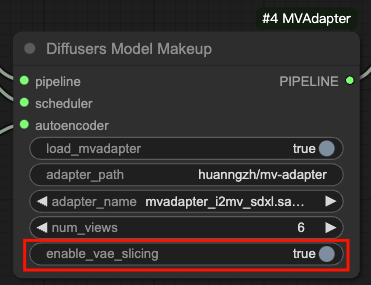 #4 MVAdapter
Diffusers Model Makeup
pipeline PIPELINE
scheduler
autoencoder
load_mvadapter true
adapter_path huanngzh/mv-adapter
adapter_name mvadapter_i2mv_sdxl.sa...
num_views 6
enable_vae_slicing true